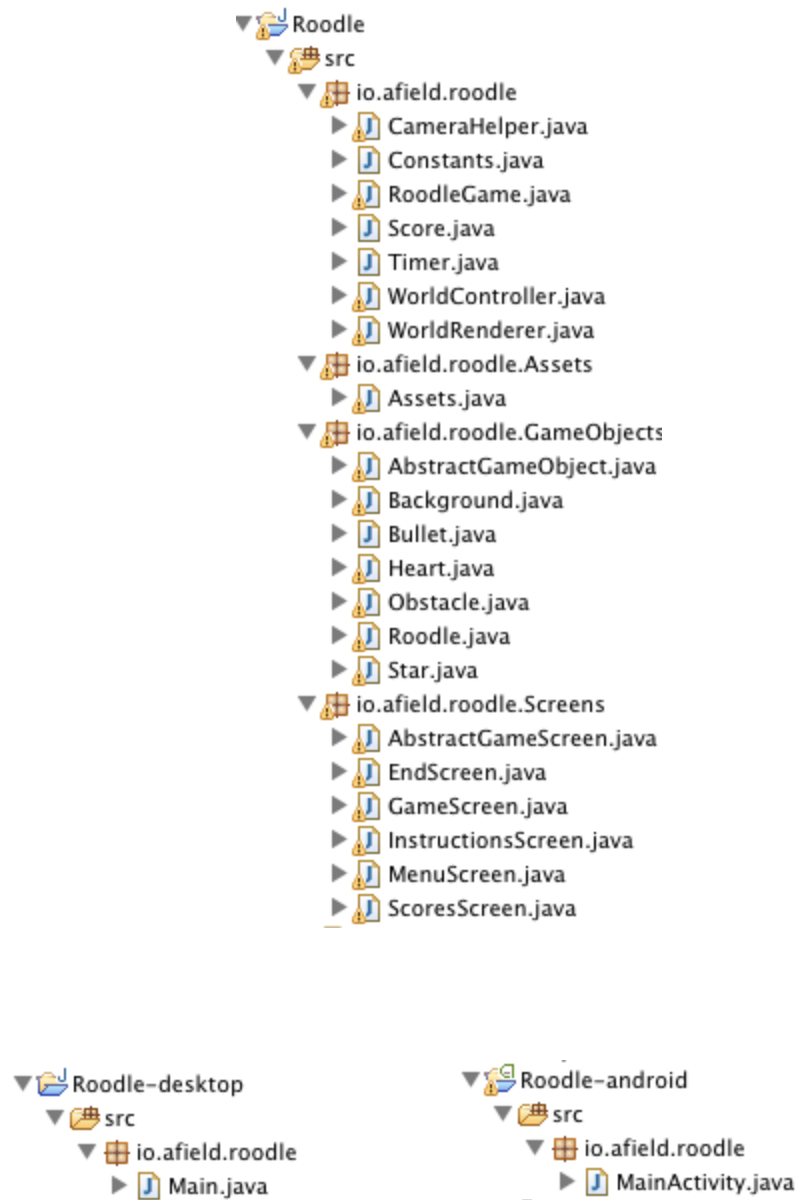 Roodle
src
io.afield.roodle
CameraHelper.java
Constants.java
RoodleGame.java
Score.java
Timer.java
WorldController.java
WorldRenderer.java
io.afield.roodle.Assets
Assets.java
io.afield.roodle.GameObjects
AbstractGameObject.java
Background.java
Bullet.java
Heart.java
Obstacle.java
Roodle.java
Star.java
io.afield.roodle.Screens
AbstractGameScreen.java
EndScreen.java
GameScreen.java
InstructionsScreen.java
MenuScreen.java
ScoresScreen.java
Roodle-desktop
src
io.afield.roodle
Main.java
Roodle-android
src
io.afield.roodle
MainActivity.java